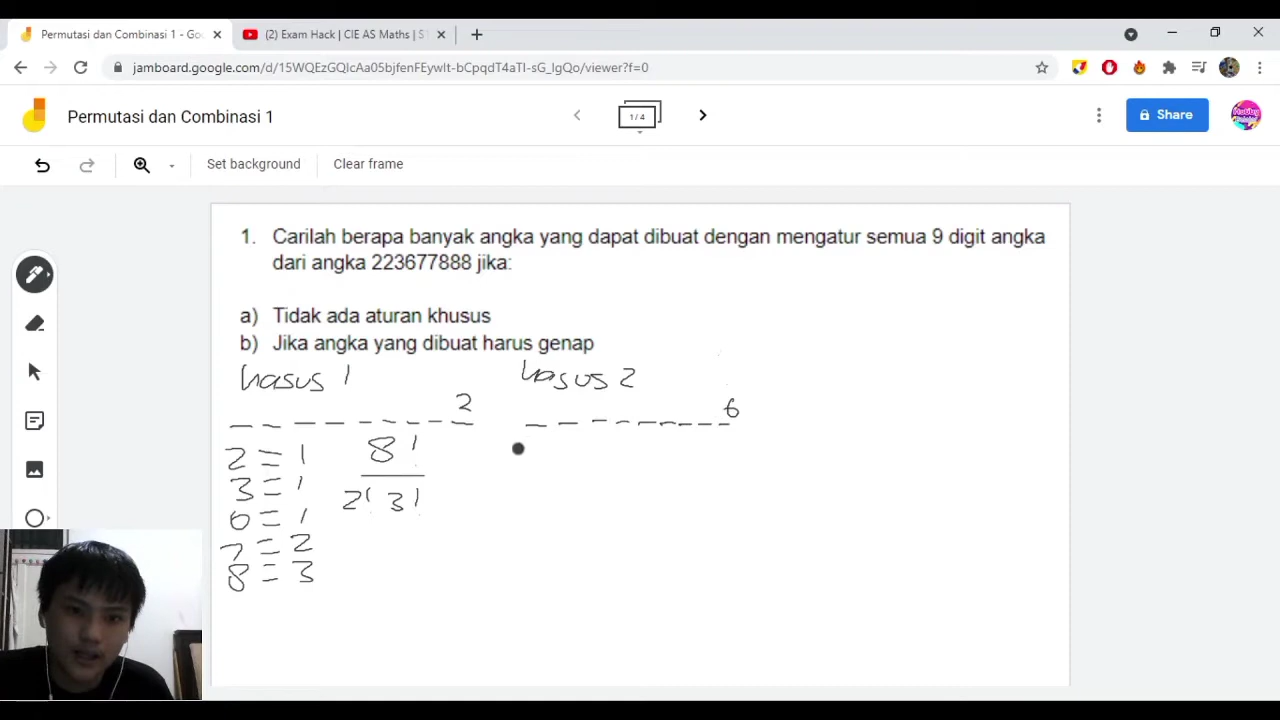 Permutasi dan Combinasi 1 - Goo
(2) Exam Hack | CIE AS Maths | S1
jamboard.google.com/d/15WQEzGQIcAa05bjfenFEywIt-bCpqdT4aTI-sG_lgQo/viewer?f=0
Permutasi dan Combinasi 1
1/4
Share
Set background
Clear frame
1. Carilah berapa banyak angka yang dapat dibuat dengan mengatur semua 9 digit angka
dari angka 223677888 jika:
a) Tidak ada aturan khusus
b) Jika angka yang dibuat harus genap
kasus 1
kasus 2
_ _ _ _ _ _ _ _ 2
_ _ _ _ _ _ _ _ 6
2 = 1
3 = 1
6 = 1
7 = 2
8 = 3
8!
2! 3!